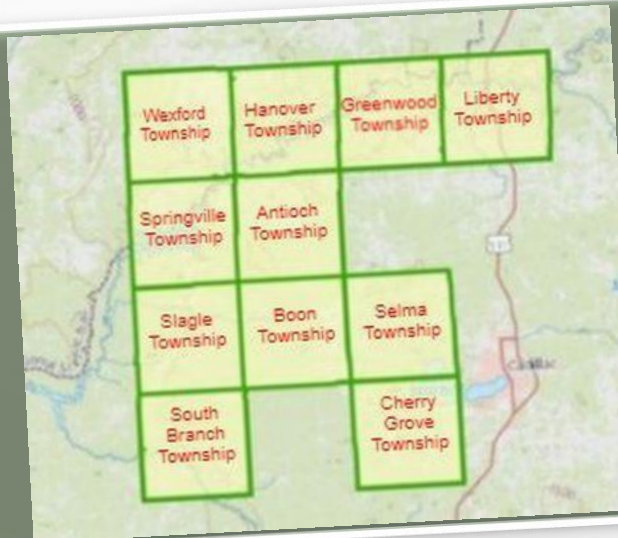 Wexford
Township
Hanover
Township
Greenwood
Township
Liberty
Township
Springville
Township
Antioch
Township
Slagle
Township
Boon
Township
Selma
Township
South
Branch
Township
Cherry
Grove
Township